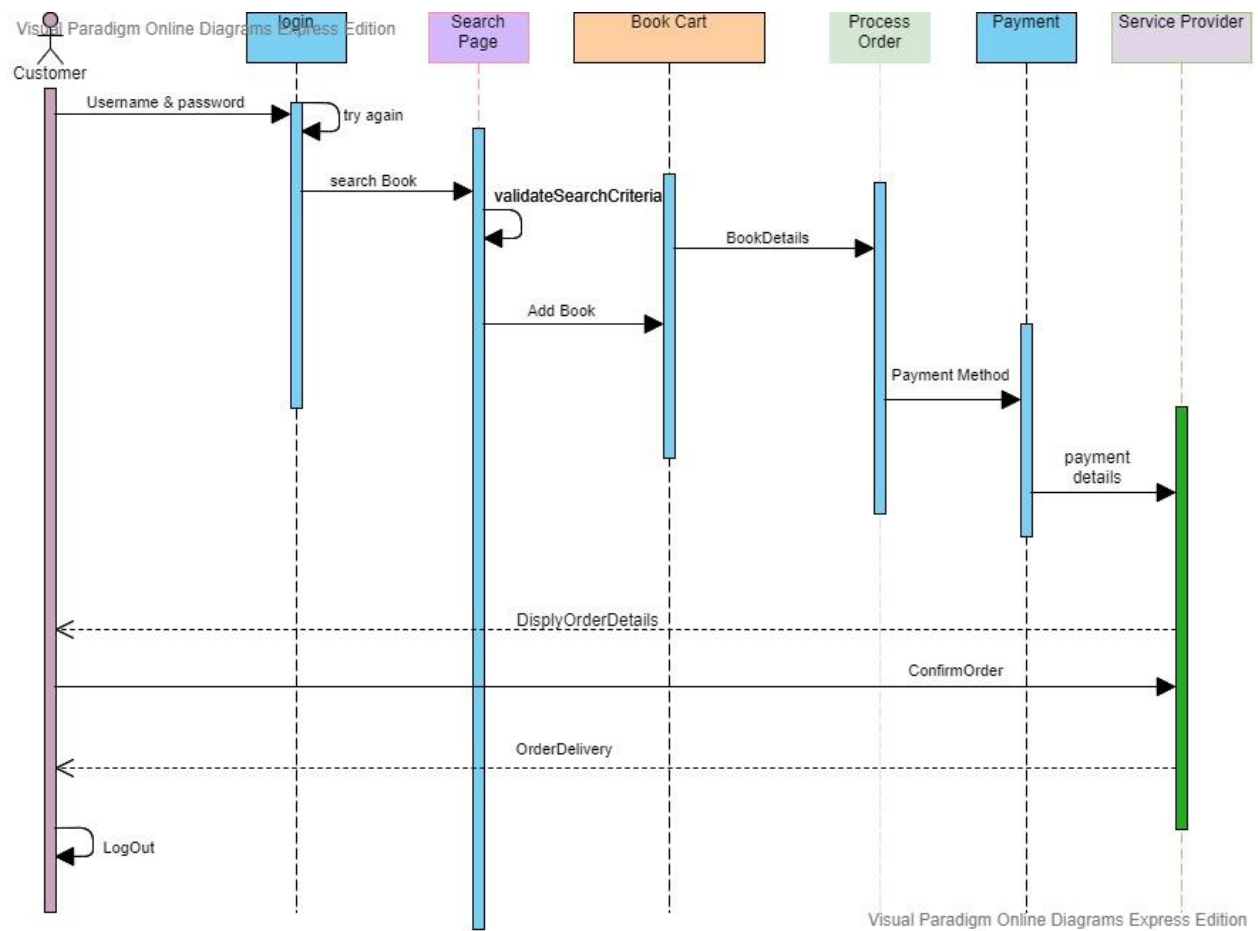 Visual Paradigm Online Diagrams Express Edition
login
Search
Page
Book Cart
Process
Order
Payment
Service Provider
Customer
Username & password
try again
search Book
validateSearchCriteria
BookDetails
Add Book
Payment Method
payment
details
DisplyOrderDetails
ConfirmOrder
OrderDelivery
LogOut
Visual Paradigm Online Diagrams Express Edition